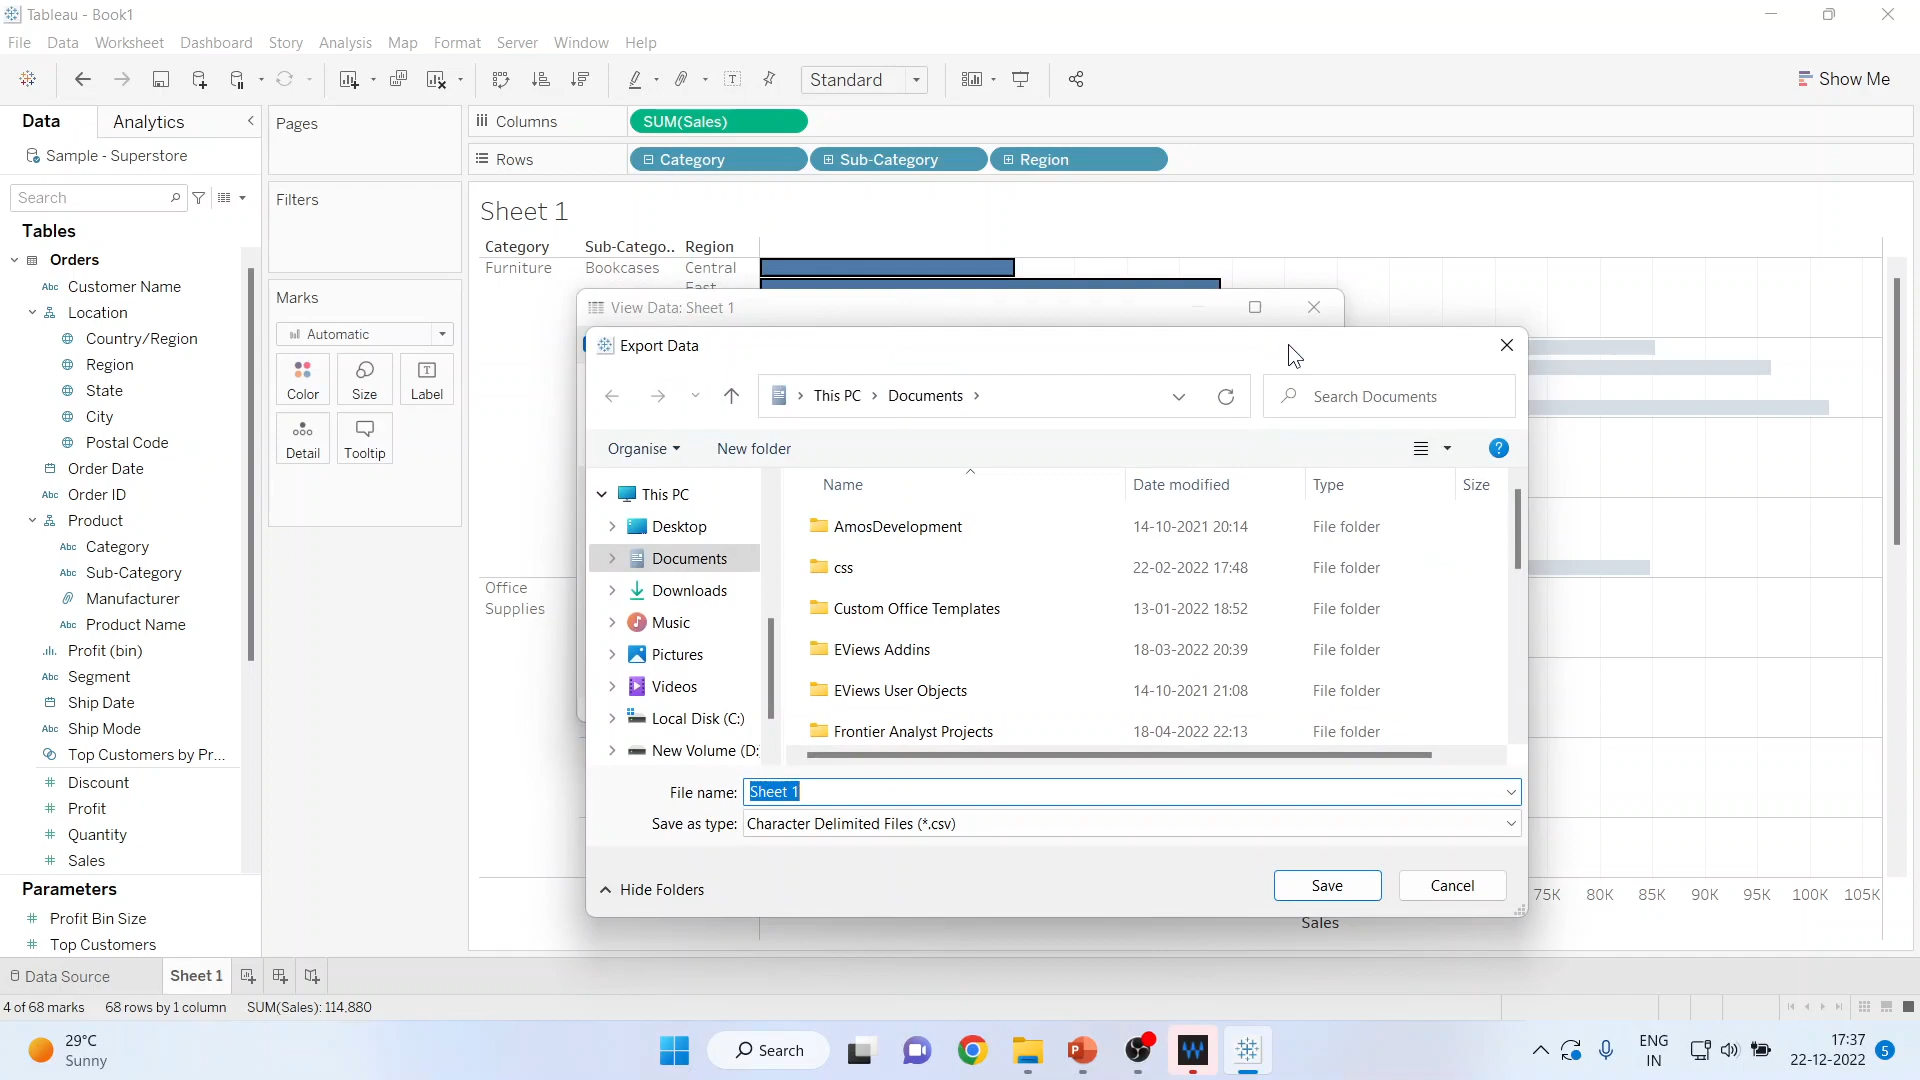 Tableau - Book1
File Data Worksheet Dashboard Story Analysis Map Format Server Window Help
Standard
Show Me
Data
Analytics
Sample - Superstore
Search
Tables
Orders
Abc Customer Name
Location
Country/Region
Region
State
City
Postal Code
Order Date
Abc Order ID
Product
Abc Category
Abc Sub-Category
Manufacturer
Abc Product Name
Profit (bin)
Abc Segment
Ship Date
Abc Ship Mode
Top Customers by Pr...
# Discount
# Profit
# Quantity
# Sales
Parameters
# Profit Bin Size
# Top Customers
Pages
Filters
Marks
Automatic
Color
Size
Label
Detail
Tooltip
Columns
SUM(Sales)
Rows
Category
Sub-Category
Region
Sheet 1
Category Sub-Catego.. Region
Furniture Bookcases Central
East
Office
Supplies
75K 80K 85K 90K 95K 100K 105K
Sales
View Data: Sheet 1
Export Data
This PC > Documents >
Search Documents
Organise
New folder
This PC
Desktop
Documents
Downloads
Music
Pictures
Videos
Local Disk (C:)
New Volume (D:
Name Date modified Type Size
AmosDevelopment 14-10-2021 20:14 File folder
css 22-02-2022 17:48 File folder
Custom Office Templates 13-01-2022 18:52 File folder
EViews Addins 18-03-2022 20:39 File folder
EViews User Objects 14-10-2021 21:08 File folder
Frontier Analyst Projects 18-04-2022 22:13 File folder
File name: Sheet 1
Save as type: Character Delimited Files (*.csv)
Hide Folders
Save
Cancel
Data Source
Sheet 1
4 of 68 marks 68 rows by 1 column SUM(Sales): 114,880
29°C
Sunny
Search
ENG
IN
17:37
22-12-2022
5